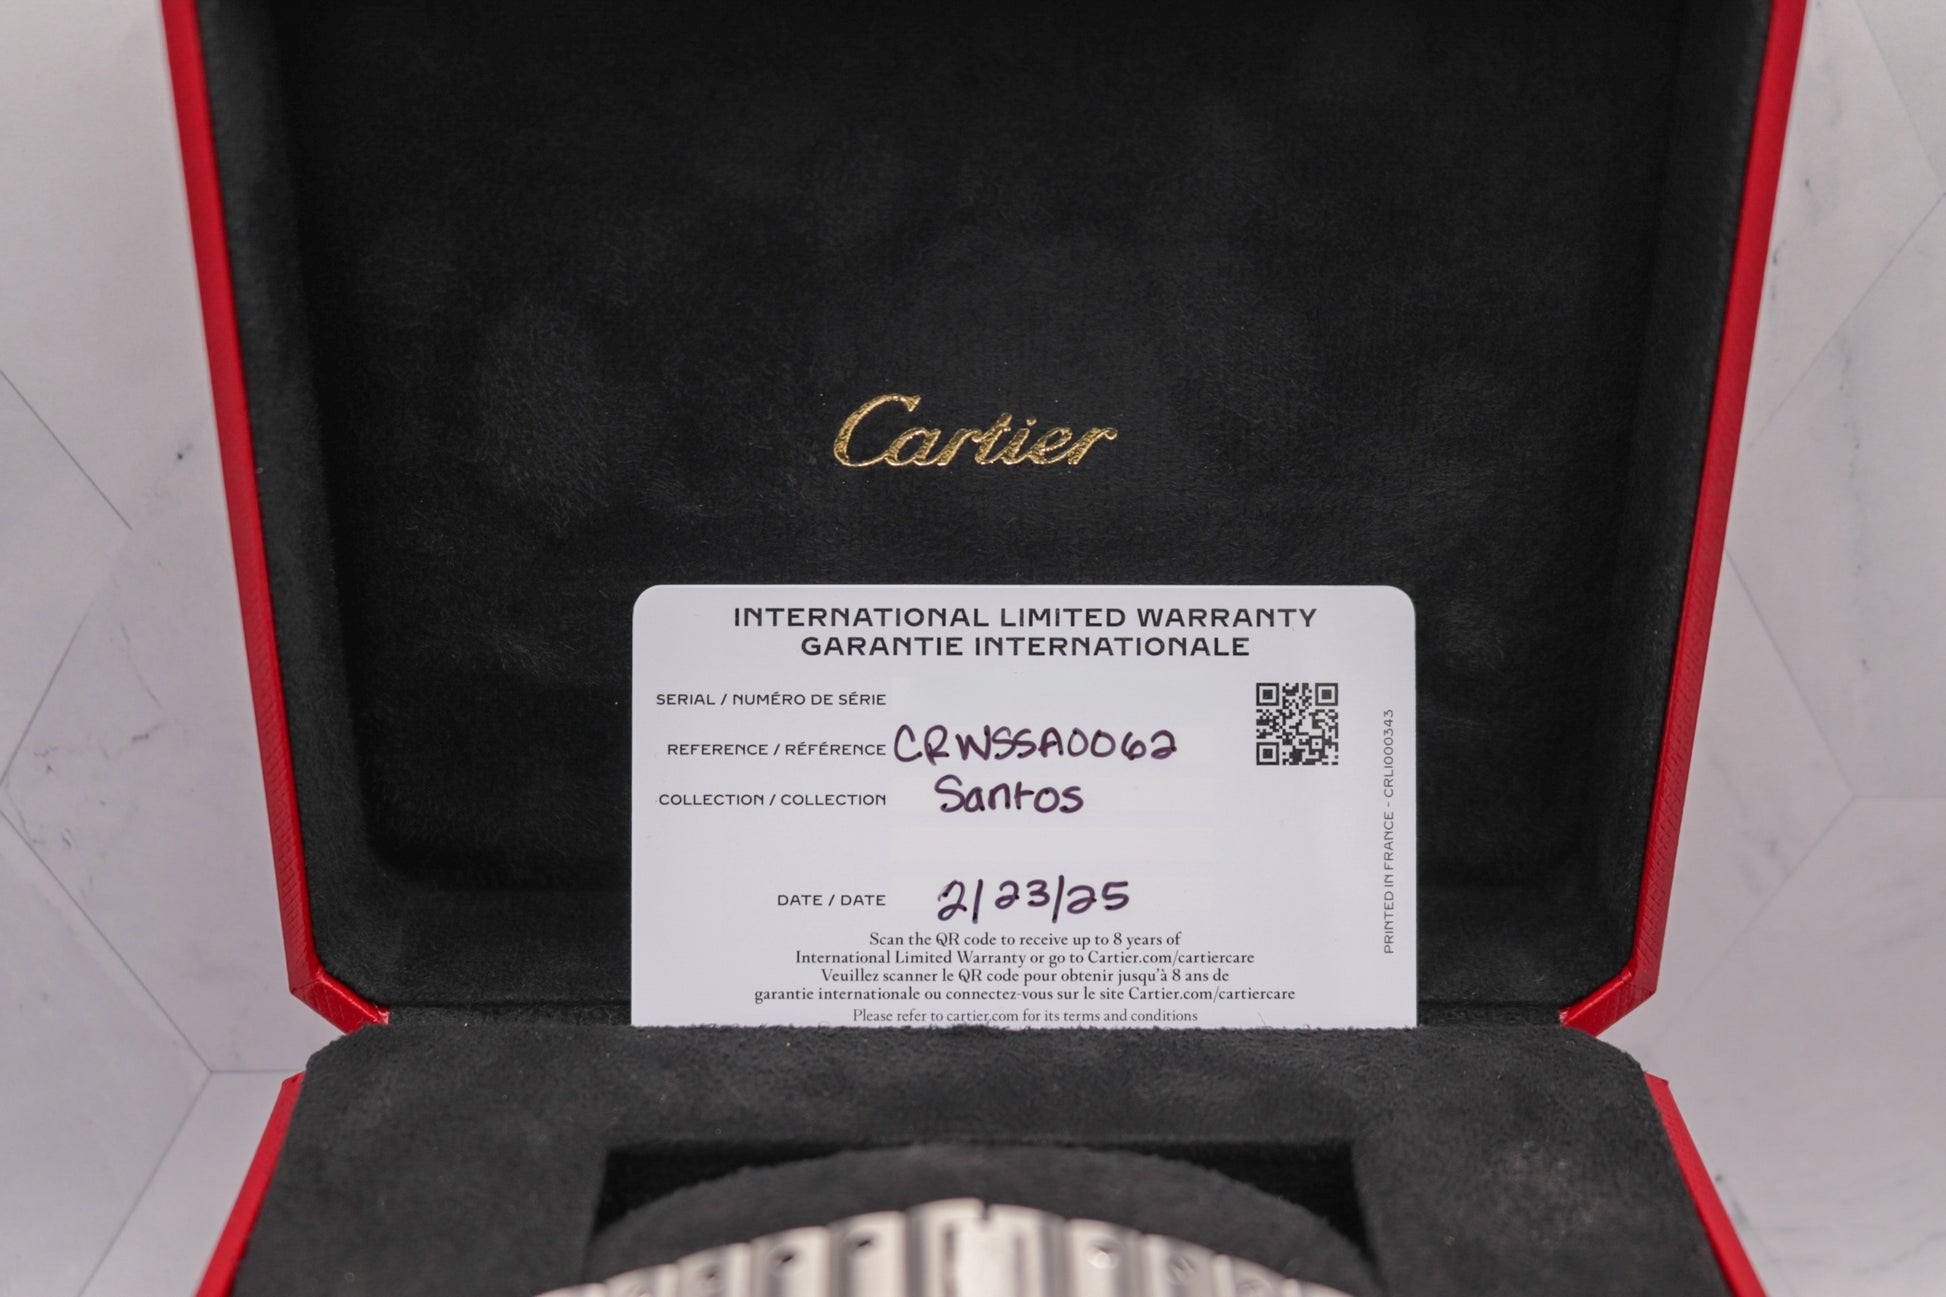 Cartier
INTERNATIONAL LIMITED WARRANTY
GARANTIE INTERNATIONALE
SERIAL / NUMÉRO DE SÉRIE
REFERENCE / RÉFÉRENCE CRWSSA0062
COLLECTION / COLLECTION Santos
DATE / DATE 2/23/25
Scan the QR code to receive up to 8 years of
International Limited Warranty or go to Cartier.com/cartiercare
Veuillez scanner le QR code pour obtenir jusqu'à 8 ans de
garantie internationale ou connectez-vous sur le site Cartier.com/cartiercare
Please refer to cartier.com for its terms and conditions
PRINTED IN FRANCE - CRLI000343